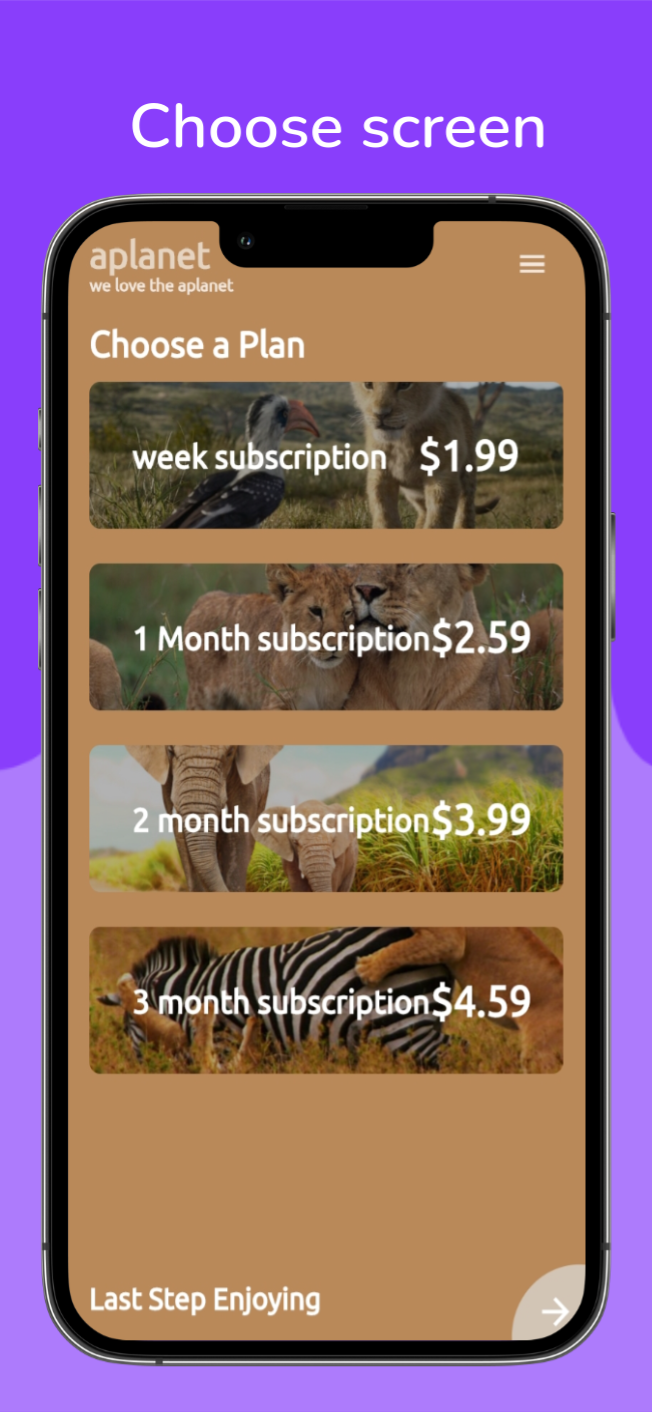 Choose screen
aplanet
we love the aplanet
Choose a Plan
week subscription $1.99
1 Month subscription $2.59
2 month subscription $3.99
3 month subscription $4.59
Last Step Enjoying